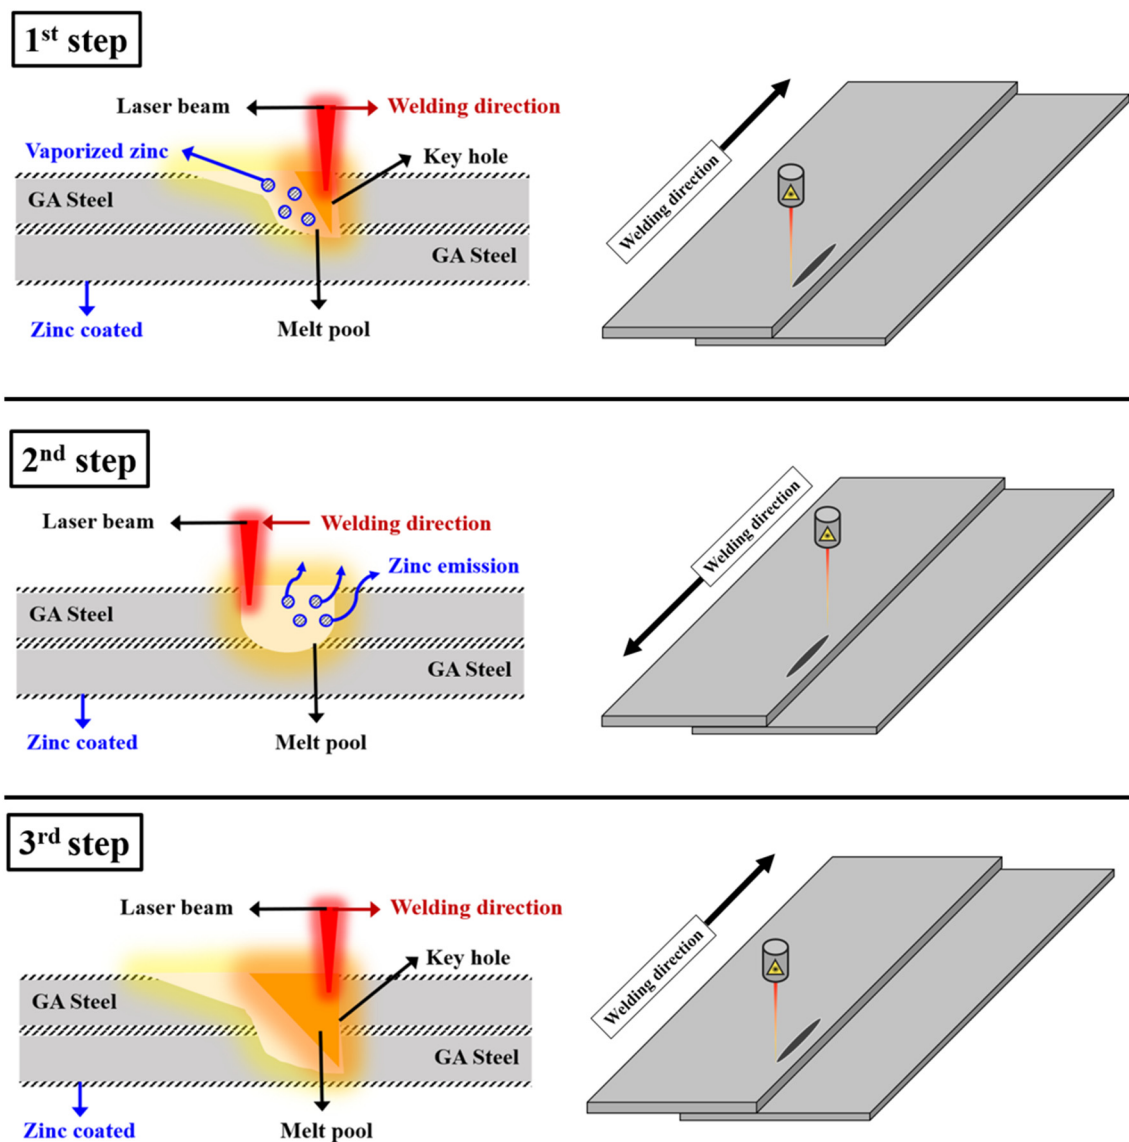 1st step
Laser beam
Welding direction
Vaporized zinc
Key hole
GA Steel
GA Steel
Zinc coated
Melt pool
Welding direction
2nd step
Laser beam
Welding direction
Zinc emission
GA Steel
GA Steel
Zinc coated
Melt pool
Welding direction
3rd step
Laser beam
Welding direction
Key hole
GA Steel
GA Steel
Zinc coated
Melt pool
Welding direction